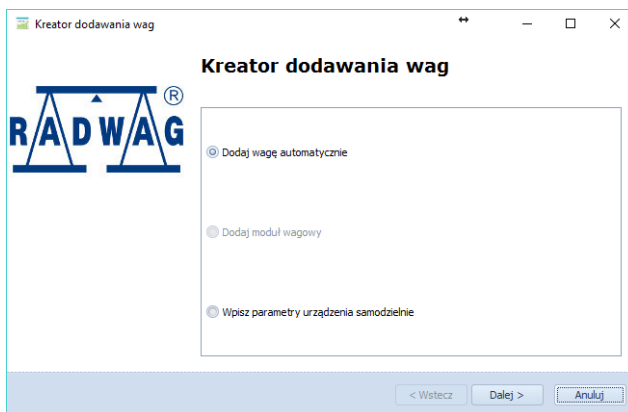 Kreator dodawania wag
Kreator dodawania wag
RADWAG®
Dodaj wagę automatycznie
Dodaj moduł wagowy
Wpisz parametry urządzenia samodzielnie
< Wstecz
Dalej >
Anuluj